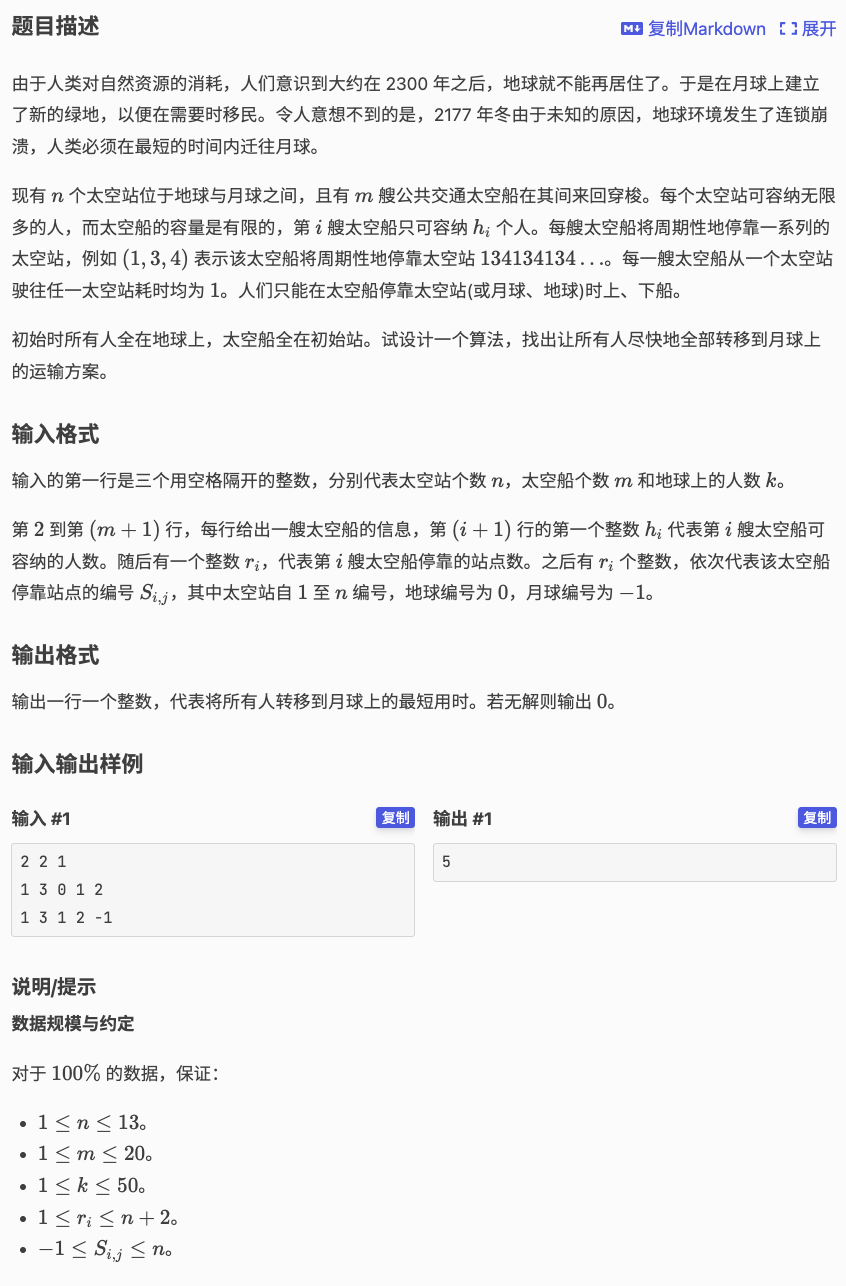 题目描述
复制Markdown 展开
由于人类对自然资源的消耗，人们意识到大约在 2300 年之后，地球就不能再居住了。于是在月球上建立
了新的绿地，以便在需要时移民。令人意想不到的是，2177 年冬由于未知的原因，地球环境发生了连锁崩
溃，人类必须在最短的时间内迁往月球。
现有 n 个太空站位于地球与月球之间，且有 m 艘公共交通太空船在其间来回穿梭。每个太空站可容纳无限
多的人，而太空船的容量是有限的，第 i 艘太空船只可容纳 h_i 个人。每艘太空船将周期性地停靠一系列的
太空站，例如 (1, 3, 4) 表示该太空船将周期性地停靠太空站 134134134…。每一艘太空船从一个太空站
驶往任一太空站耗时均为 1。人们只能在太空船停靠太空站(或月球、地球)时上、下船。
初始时所有人全在地球上，太空船全在初始站。试设计一个算法，找出让所有人尽快地全部转移到月球上
的运输方案。
输入格式
输入的第一行是三个用空格隔开的整数，分别代表太空站个数 n，太空船个数 m 和地球上的人数 k。
第 2 到第 (m + 1) 行，每行给出一艘太空船的信息，第 (i + 1) 行的第一个整数 h_i 代表第 i 艘太空船可
容纳的人数。随后有一个整数 r_i，代表第 i 艘太空船停靠的站点数。之后有 r_i 个整数，依次代表该太空船
停靠站点的编号 S_{i,j}，其中太空站自 1 至 n 编号，地球编号为 0，月球编号为 −1。
输出格式
输出一行一个整数，代表将所有人转移到月球上的最短用时。若无解则输出 0。
输入输出样例
输入 #1 复制
2 2 1
1 3 0 1 2
1 3 1 2 -1
输出 #1 复制
5
说明/提示
数据规模与约定
对于 100% 的数据，保证：
• 1 ≤ n ≤ 13。
• 1 ≤ m ≤ 20。
• 1 ≤ k ≤ 50。
• 1 ≤ r_i ≤ n + 2。
• −1 ≤ S_{i,j} ≤ n。